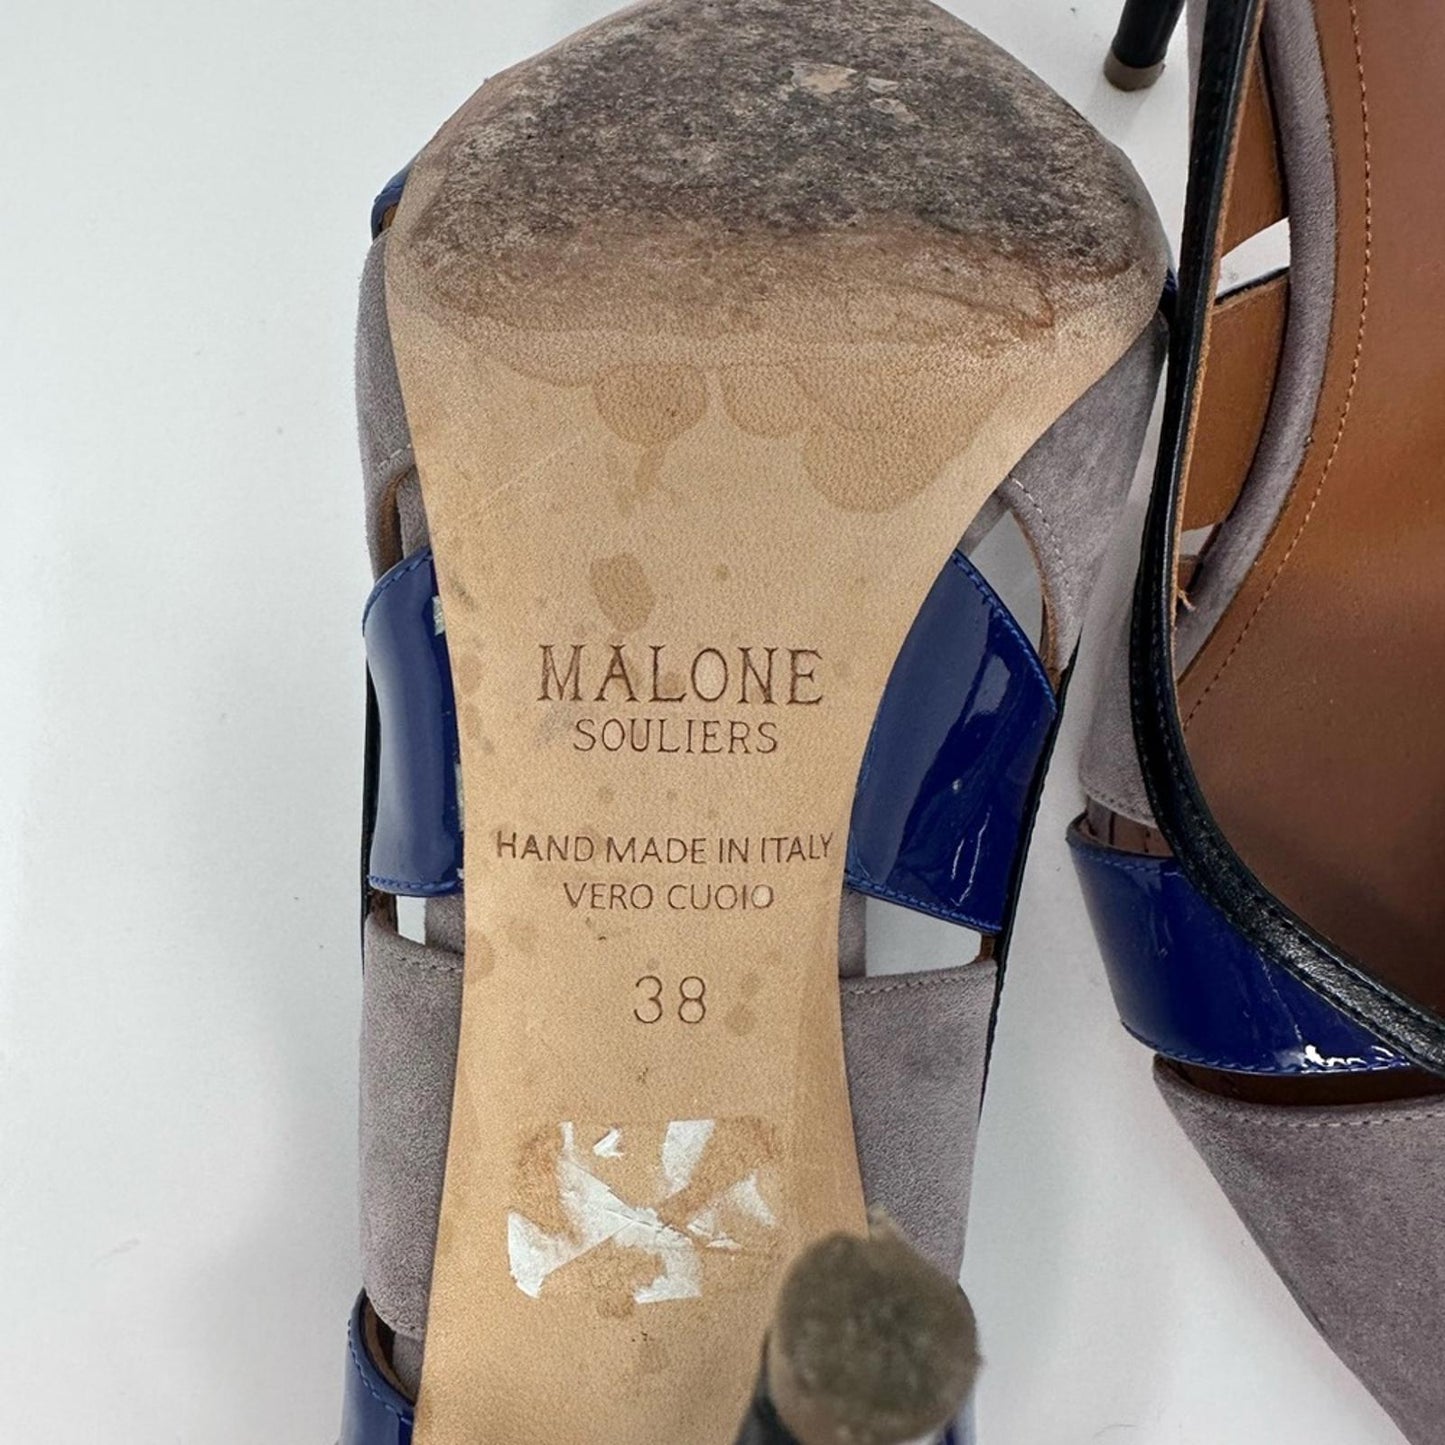 MALONE
SOULIERS
HAND MADE IN ITALY
VERO CUOIO
38